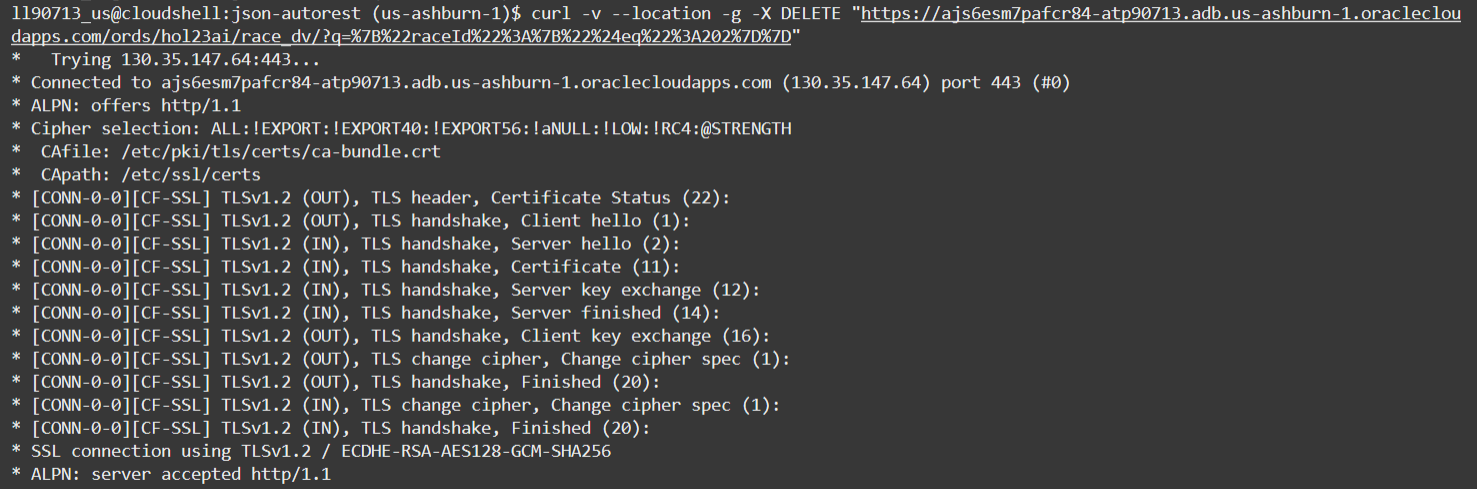 ll90713_us@cloudshell:json-autorest (us-ashburn-1)$ curl -v --location -g -X DELETE "https://ajs6esm7pafcr84-atp90713.adb.us-ashburn-1.oracleclou
dapps.com/ords/hol23ai/race_dv/?q=%7B%22raceId%22%3A%7B%22%24eq%22%3A202%7D%7D"
*   Trying 130.35.147.64:443...
* Connected to ajs6esm7pafcr84-atp90713.adb.us-ashburn-1.oraclecloudapps.com (130.35.147.64) port 443 (#0)
* ALPN: offers http/1.1
* Cipher selection: ALL:!EXPORT:!EXPORT40:!EXPORT56:!aNULL:!LOW:!RC4:@STRENGTH
*  CAfile: /etc/pki/tls/certs/ca-bundle.crt
*  CApath: /etc/ssl/certs
* [CONN-0-0][CF-SSL] TLSv1.2 (OUT), TLS header, Certificate Status (22):
* [CONN-0-0][CF-SSL] TLSv1.2 (OUT), TLS handshake, Client hello (1):
* [CONN-0-0][CF-SSL] TLSv1.2 (IN), TLS handshake, Server hello (2):
* [CONN-0-0][CF-SSL] TLSv1.2 (IN), TLS handshake, Certificate (11):
* [CONN-0-0][CF-SSL] TLSv1.2 (IN), TLS handshake, Server key exchange (12):
* [CONN-0-0][CF-SSL] TLSv1.2 (IN), TLS handshake, Server finished (14):
* [CONN-0-0][CF-SSL] TLSv1.2 (OUT), TLS handshake, Client key exchange (16):
* [CONN-0-0][CF-SSL] TLSv1.2 (OUT), TLS change cipher, Change cipher spec (1):
* [CONN-0-0][CF-SSL] TLSv1.2 (OUT), TLS handshake, Finished (20):
* [CONN-0-0][CF-SSL] TLSv1.2 (IN), TLS change cipher, Change cipher spec (1):
* [CONN-0-0][CF-SSL] TLSv1.2 (IN), TLS handshake, Finished (20):
* SSL connection using TLSv1.2 / ECDHE-RSA-AES128-GCM-SHA256
* ALPN: server accepted http/1.1